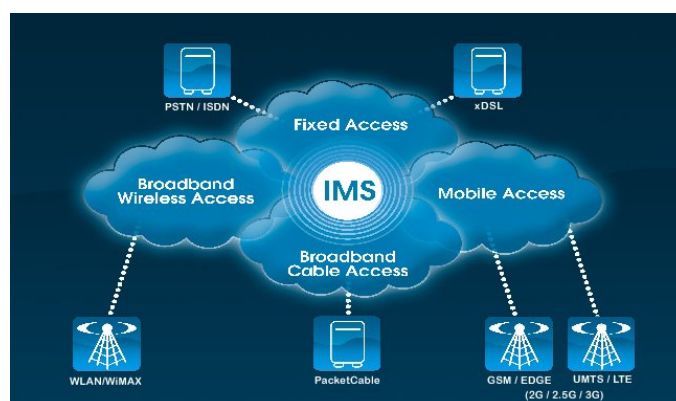 PSTN / ISDN
xDSL
Fixed Access
Broadband
Wireless Access
IMS
Mobile Access
Broadband
Cable Access
WLAN/WiMAX
PacketCable
GSM / EDGE
(2G / 2.5G / 3G)
UMTS / LTE